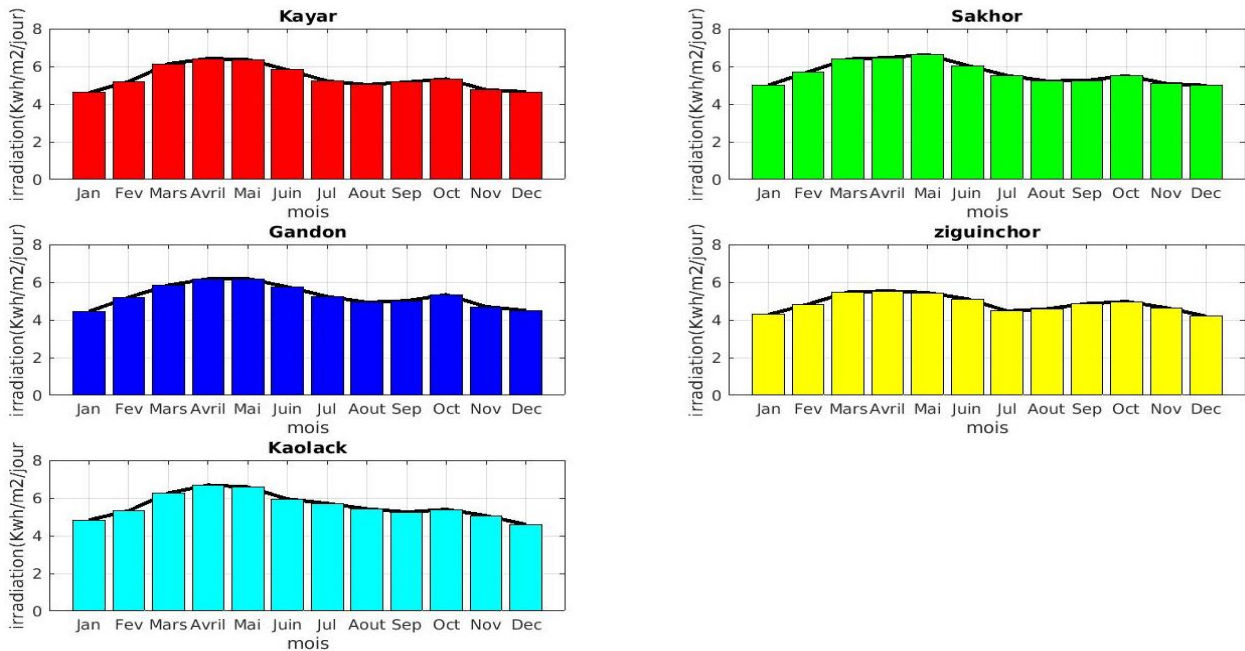 Kayar
irradiation(Kwh/m2/jour)
8
6
4
2
0
Jan Fev Mars Avril Mai Juin Jul Aout Sep Oct Nov Dec
mois
Sakhor
irradiation(Kwh/m2/jour)
8
6
4
2
0
Jan Fev Mars Avril Mai Juin Jul Aout Sep Oct Nov Dec
mois
Gandon
irradiation(Kwh/m2/jour)
8
6
4
2
0
Jan Fev Mars Avril Mai Juin Jul Aout Sep Oct Nov Dec
mois
ziguinchor
irradiation(Kwh/m2/jour)
8
6
4
2
0
Jan Fev Mars Avril Mai Juin Jul Aout Sep Oct Nov Dec
mois
Kaolack
irradiation(Kwh/m2/jour
8
6
4
2
0
Jan Fev Mars Avril Mai Juin Jul Aout Sep Oct Nov Dec
mois